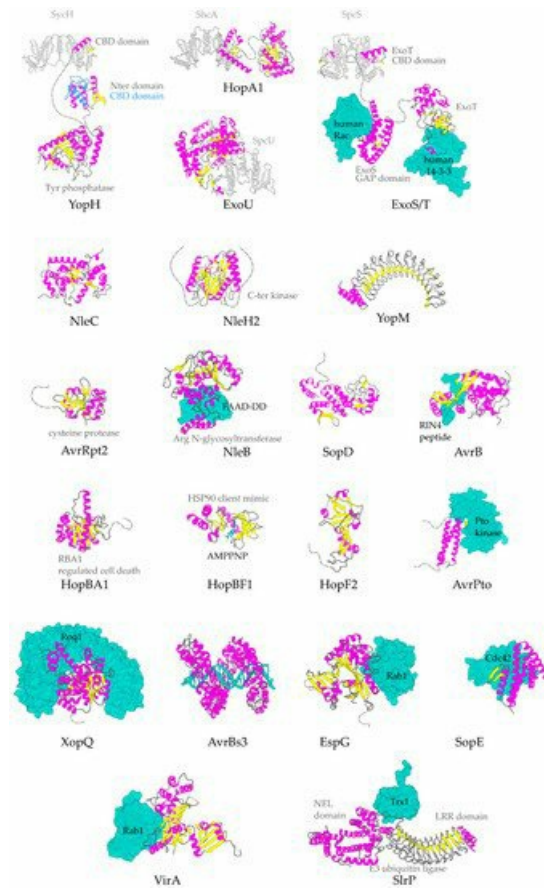 SycH
CBD domain
Nter domain
CBD domain
Tyr phosphatase
YopH
ShcA
HopA1
SpcU
ExoU
SpcS
ExoT
CBD domain
human
Rac
ExoT
human
14-3-3
ExoS
GAP domain
ExoS/T
NleC
C-ter kinase
NleH2
YopM
cysteine protease
AvrRpt2
FAAD-DD
Arg N-glycosyltransferase
NleB
SopD
RIN4
peptide
AvrB
RBA1
regulated cell death
HopBA1
HSP90 client mimic
AMPPNP
HopBF1
HopF2
Pto
kinase
AvrPto
Roq1
XopQ
AvrBs3
Rab1
EspG
Cdc42
SopE
Rab1
VirA
NEL
domain
Trx1
LRR domain
E3 ubiquitin ligase
SlrP